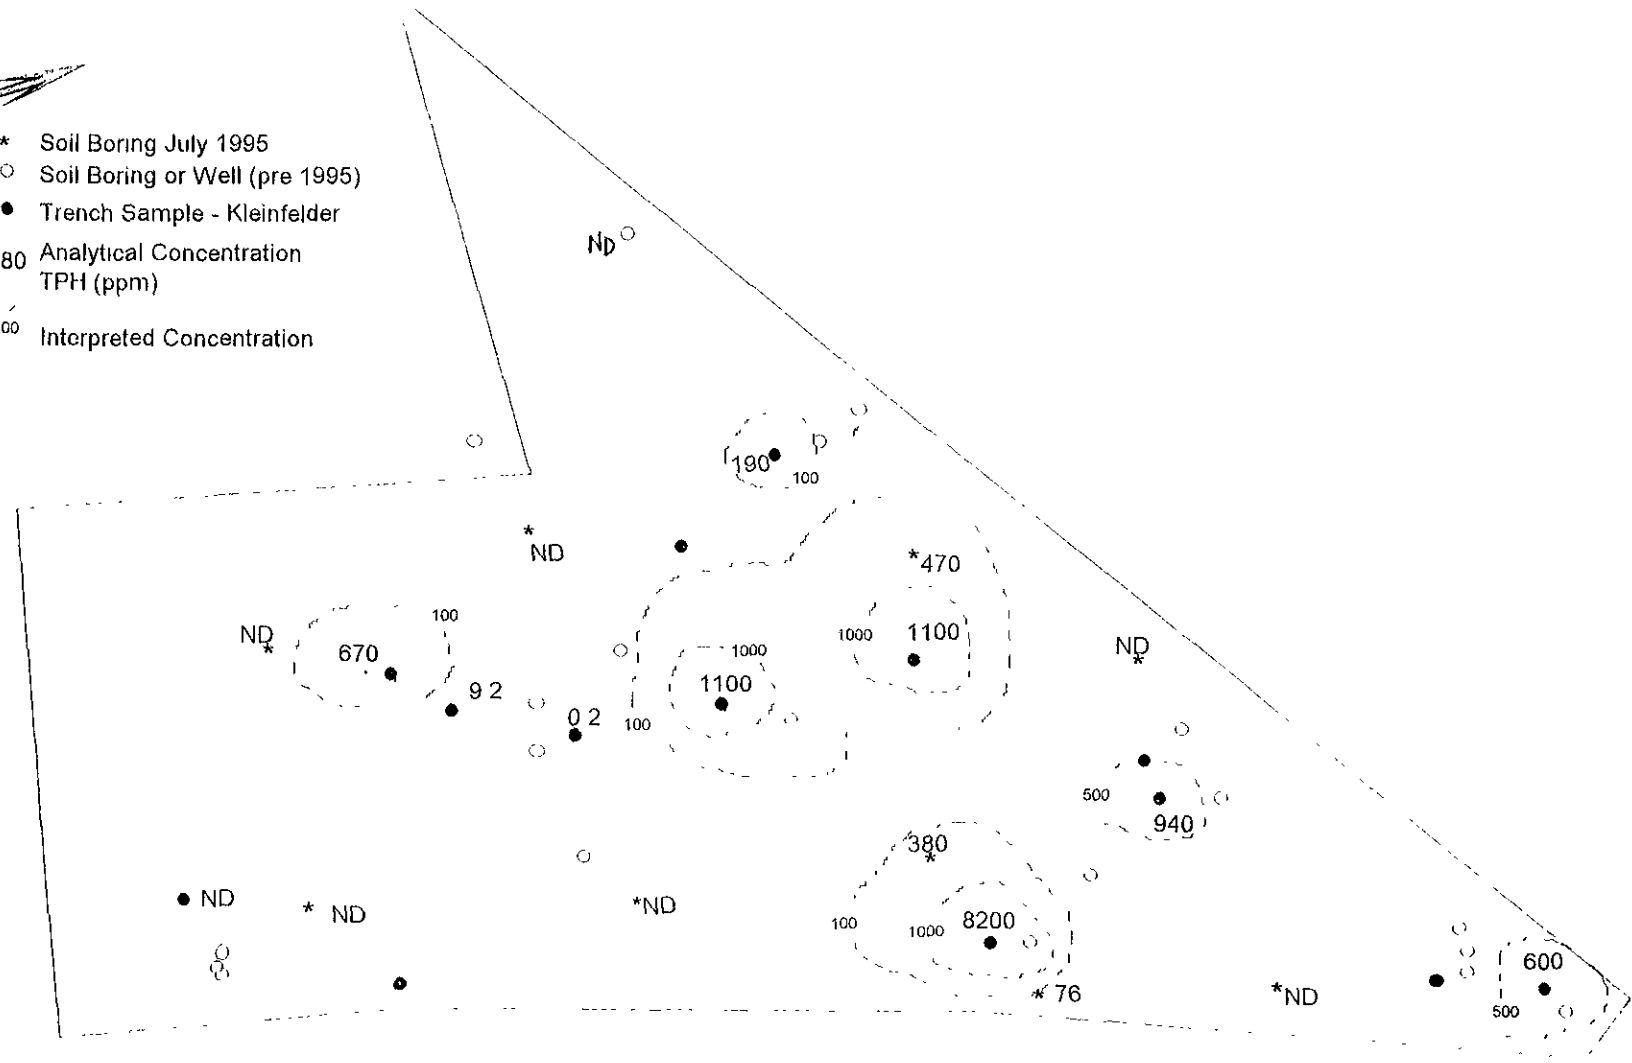 * Soil Boring July 1995
○ Soil Boring or Well (pre 1995)
● Trench Sample - Kleinfelder
80 Analytical Concentration
TPH (ppm)
00 Interpreted Concentration
ND
190
100
*ND
*470
ND*
100
670
9 2
0 2
1000
1100
100
1000
1100
ND*
500
940
380
*
ND
* ND
*ND
100
1000
8200
* 76
*ND
600
500